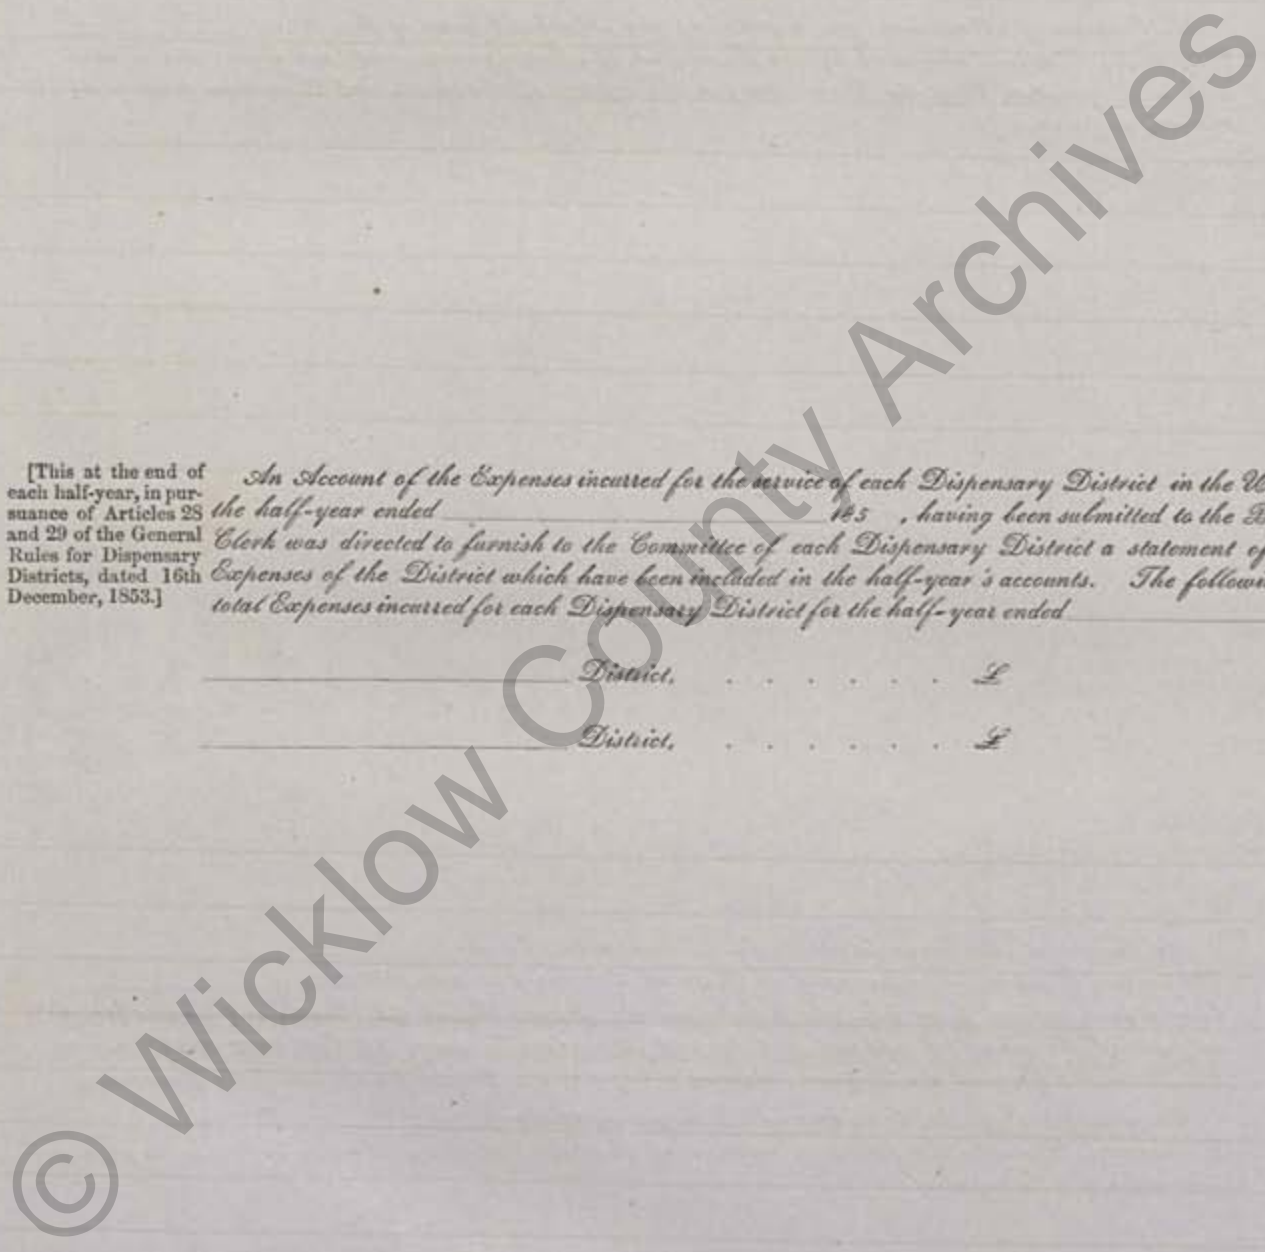 [This at the end of
each half-year, in pur-
suance of Articles 28
and 29 of the General
Rules for Dispensary
Districts, dated 16th
December, 1853.]
An Account of the Expenses incurred for the service of each Dispensary District in the
the half-year ended 185 , having been submitted to the
Clerk was directed to furnish to the Committee of each Dispensary District a statement of
Expenses of the District which have been included in the half-year's accounts. The
total Expenses incurred for each Dispensary District for the half-year ended
District, . . . . . . £
District, . . . . . . £
© Wicklow County Archives